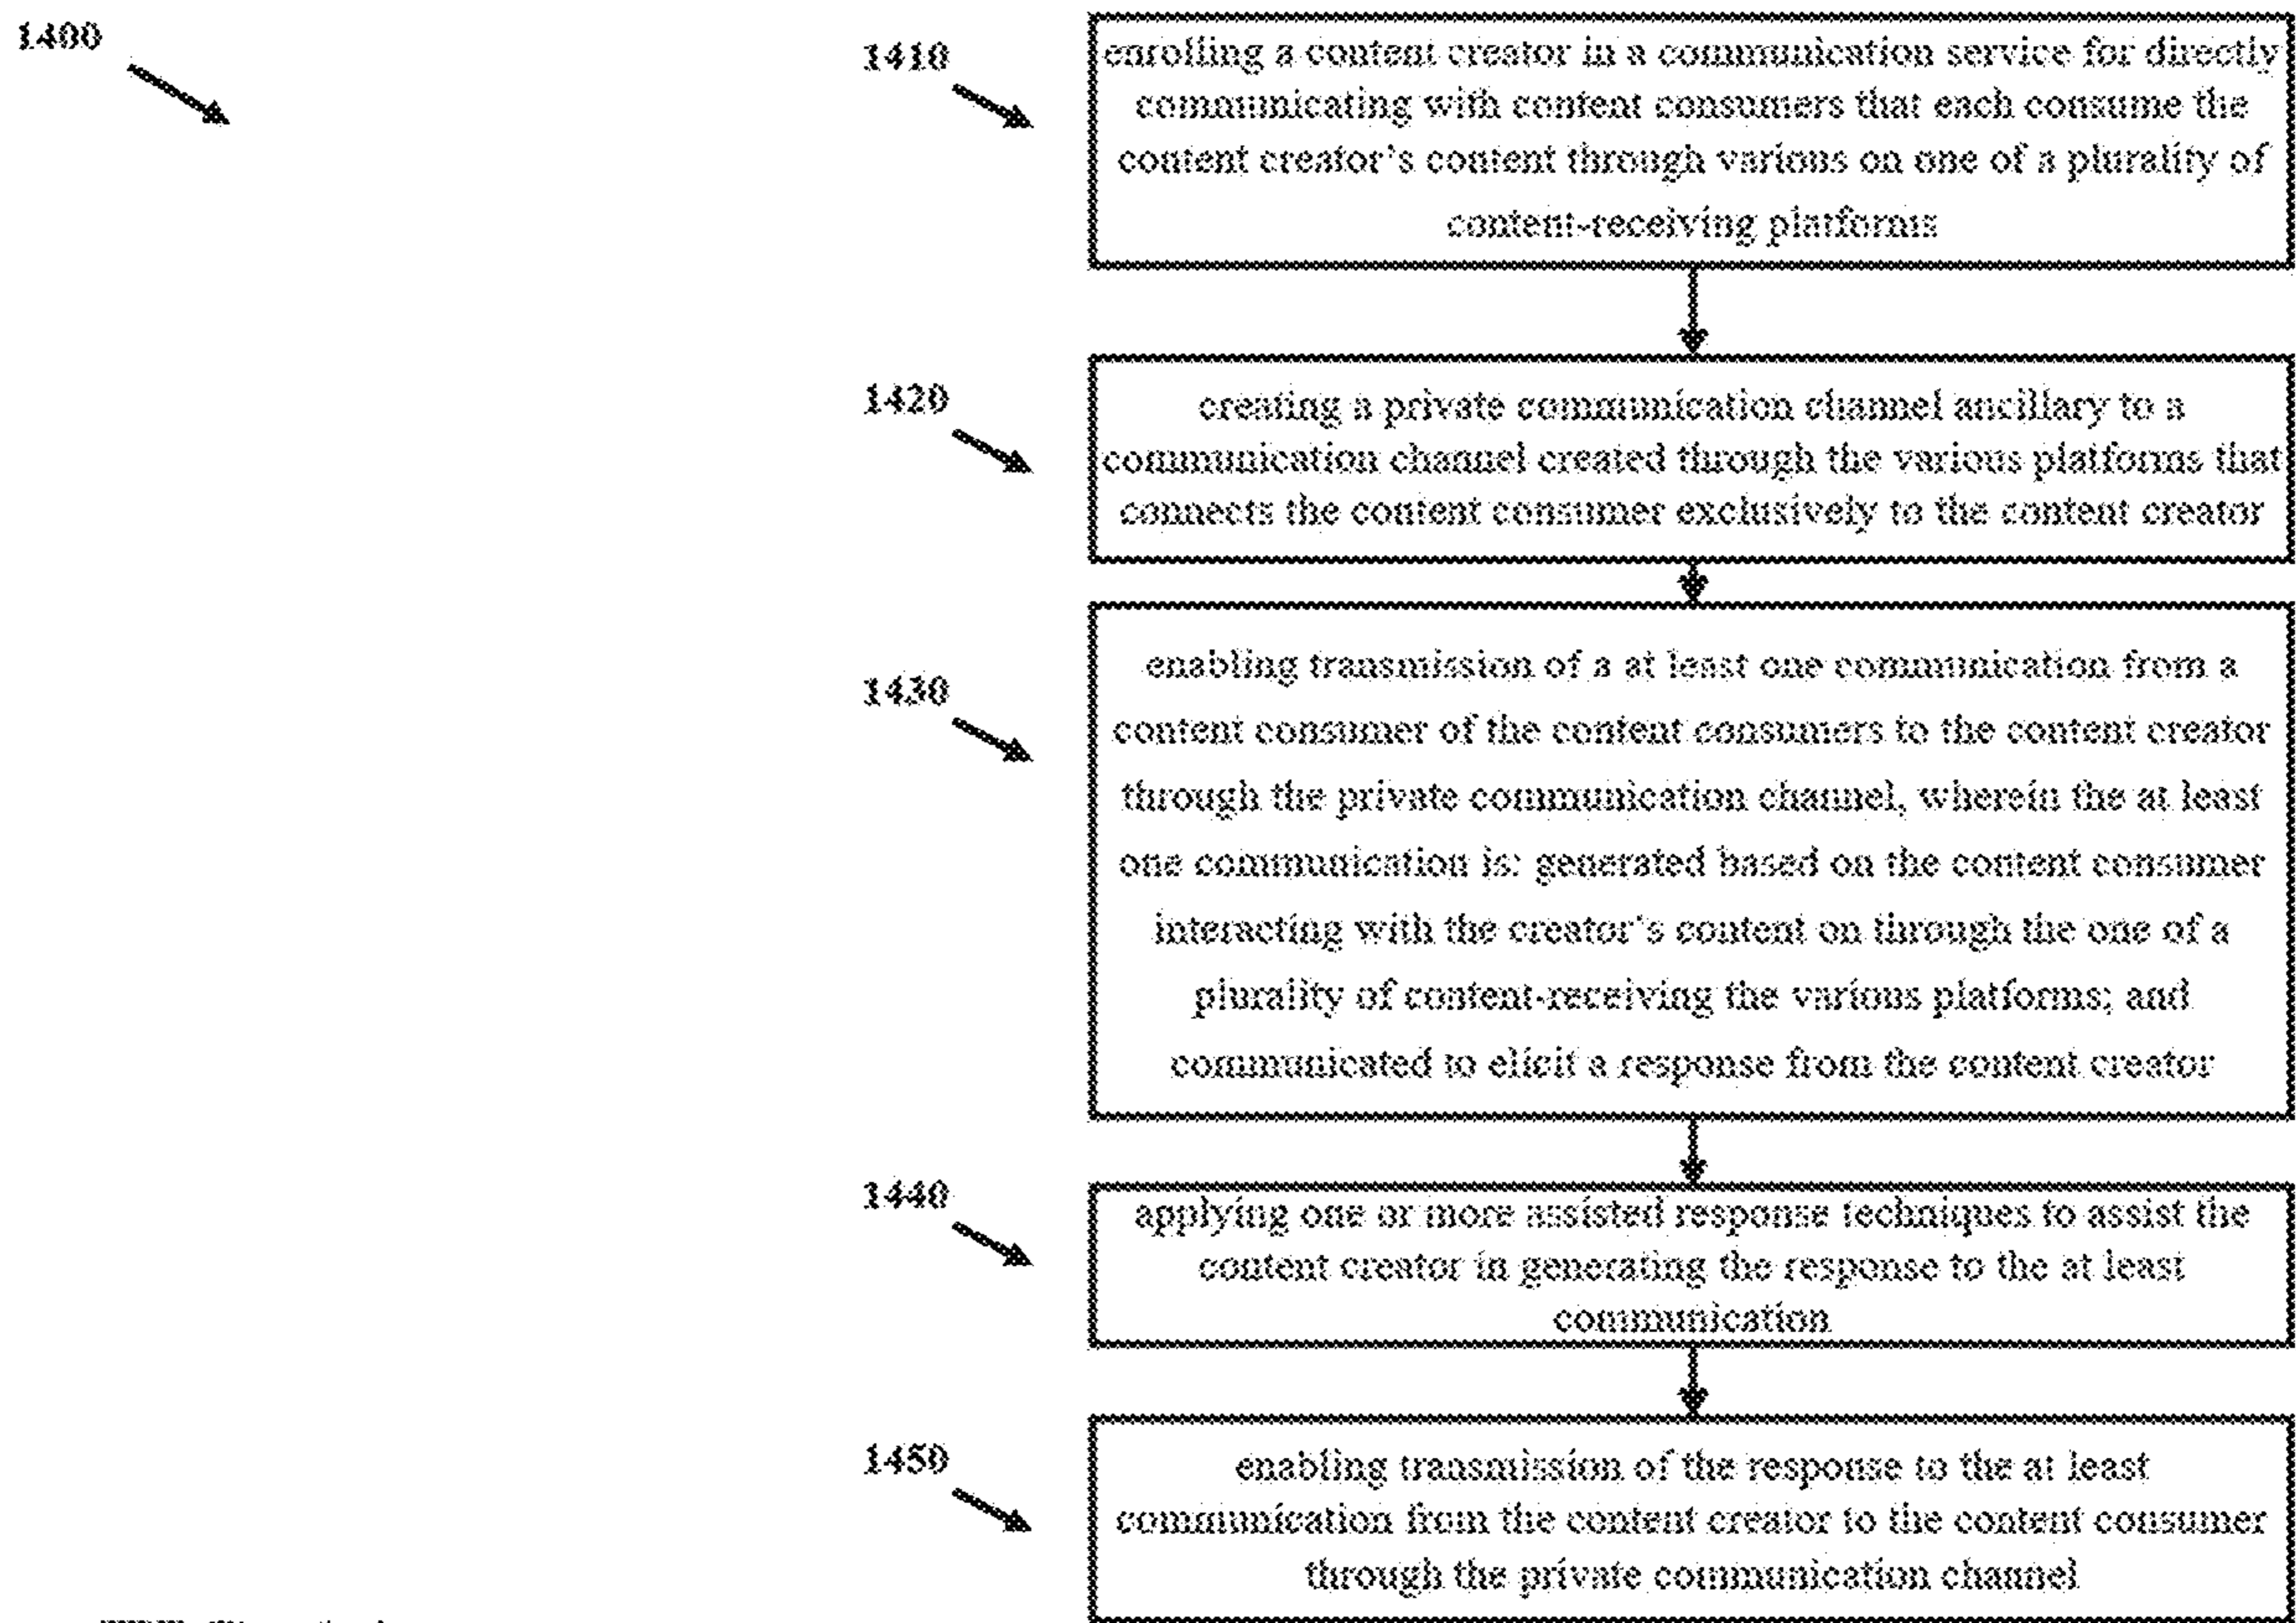 1400
1410
enrolling a content creator in a communication service for directly
communicating with content consumers that each consume the
content creator's content through various on one of a plurality of
content-receiving platforms
1420
creating a private communication channel ancillary to a
communication channel created through the various platforms that
connects the content consumer exclusively to the content creator
1430
enabling transmission of a at least one communication from a
content consumer of the content consumers to the content creator
through the private communication channel, wherein the at least
one communication is: generated based on the content consumer
interacting with the creator's content on through the one of a
plurality of content-receiving the various platforms; and
communicated to elicit a response from the content creator
1440
applying one or more assisted response techniques to assist the
content creator in generating the response to the at least
communication
1450
enabling transmission of the response to the at least
communication from the content creator to the content consumer
through the private communication channel